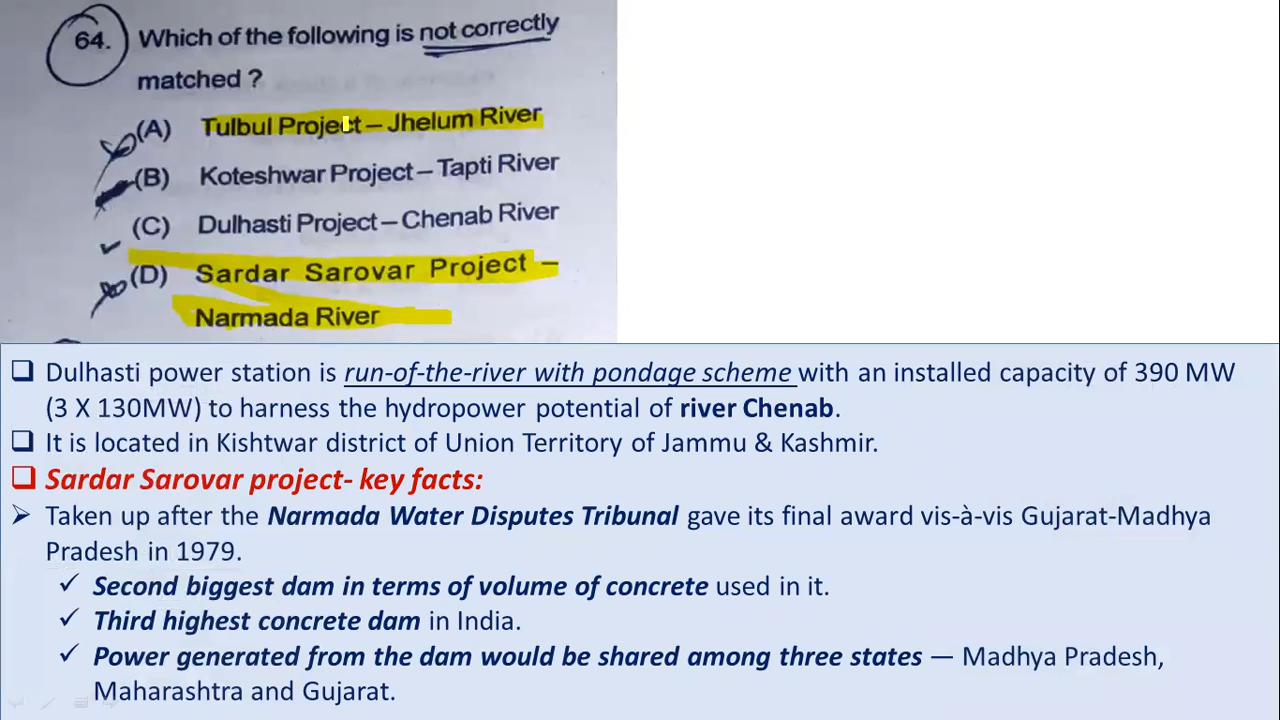 64. Which of the following is not correctly
matched ?
(A) Tulbul Project – Jhelum River
(B) Koteshwar Project – Tapti River
(C) Dulhasti Project – Chenab River
(D) Sardar Sarovar Project –
Narmada River
❑ Dulhasti power station is run-of-the-river with pondage scheme with an installed capacity of 390 MW
(3 X 130MW) to harness the hydropower potential of river Chenab.
❑ It is located in Kishtwar district of Union Territory of Jammu & Kashmir.
❑ Sardar Sarovar project- key facts:
➢ Taken up after the Narmada Water Disputes Tribunal gave its final award vis-à-vis Gujarat-Madhya
Pradesh in 1979.
✓ Second biggest dam in terms of volume of concrete used in it.
✓ Third highest concrete dam in India.
✓ Power generated from the dam would be shared among three states — Madhya Pradesh,
Maharashtra and Gujarat.